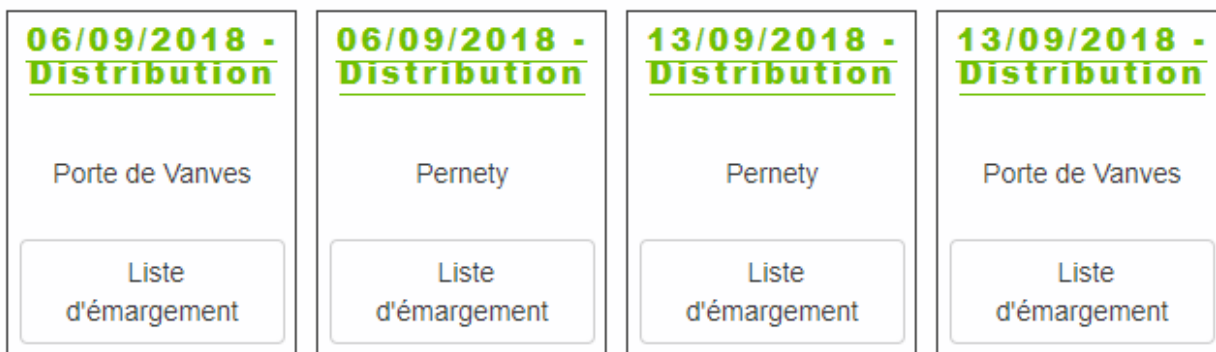 06/09/2018 -
Distribution
Porte de Vanves
Liste
d'émargement
06/09/2018 -
Distribution
Pernety
Liste
d'émargement
13/09/2018 -
Distribution
Pernety
Liste
d'émargement
13/09/2018 -
Distribution
Porte de Vanves
Liste
d'émargement